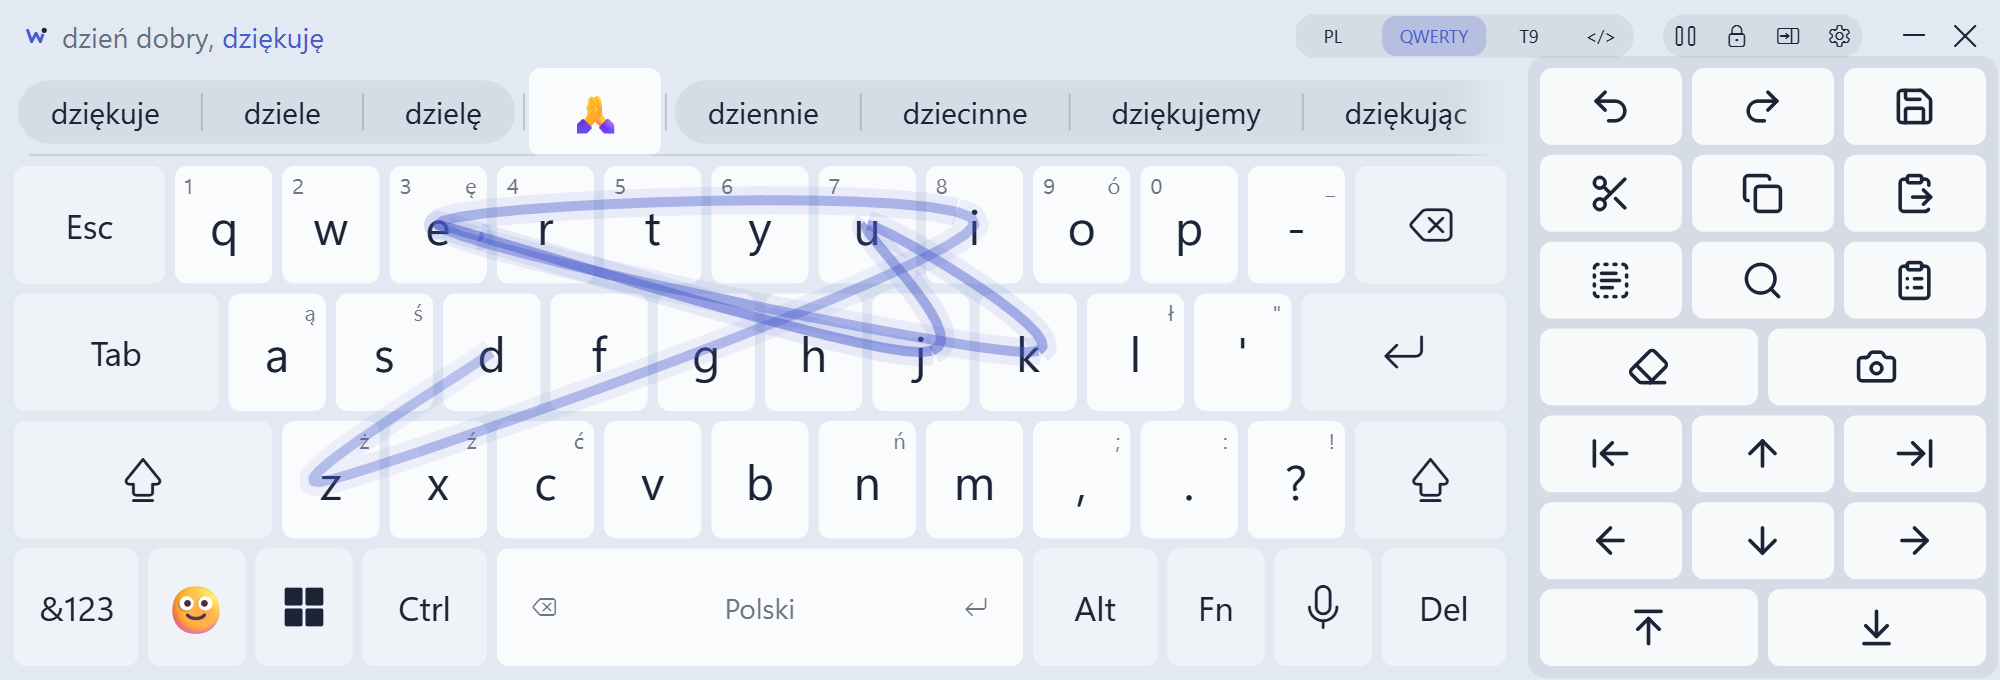 dzień dobry, dziękuję
PL QWERTY T9 </>
dziękuje dziele dzielę dziennie dziecinne dziękujemy dziękując
Esc 1 q 2 w 3 ę e 4 r 5 t 6 y 7 u 8 i 9 ó o 0 p _ -
Tab ą a ś s d f g h j k ł l " '
ż z ź x ć c v b ń n m ; , : . ! ?
&123 Ctrl Polski Alt Fn Del